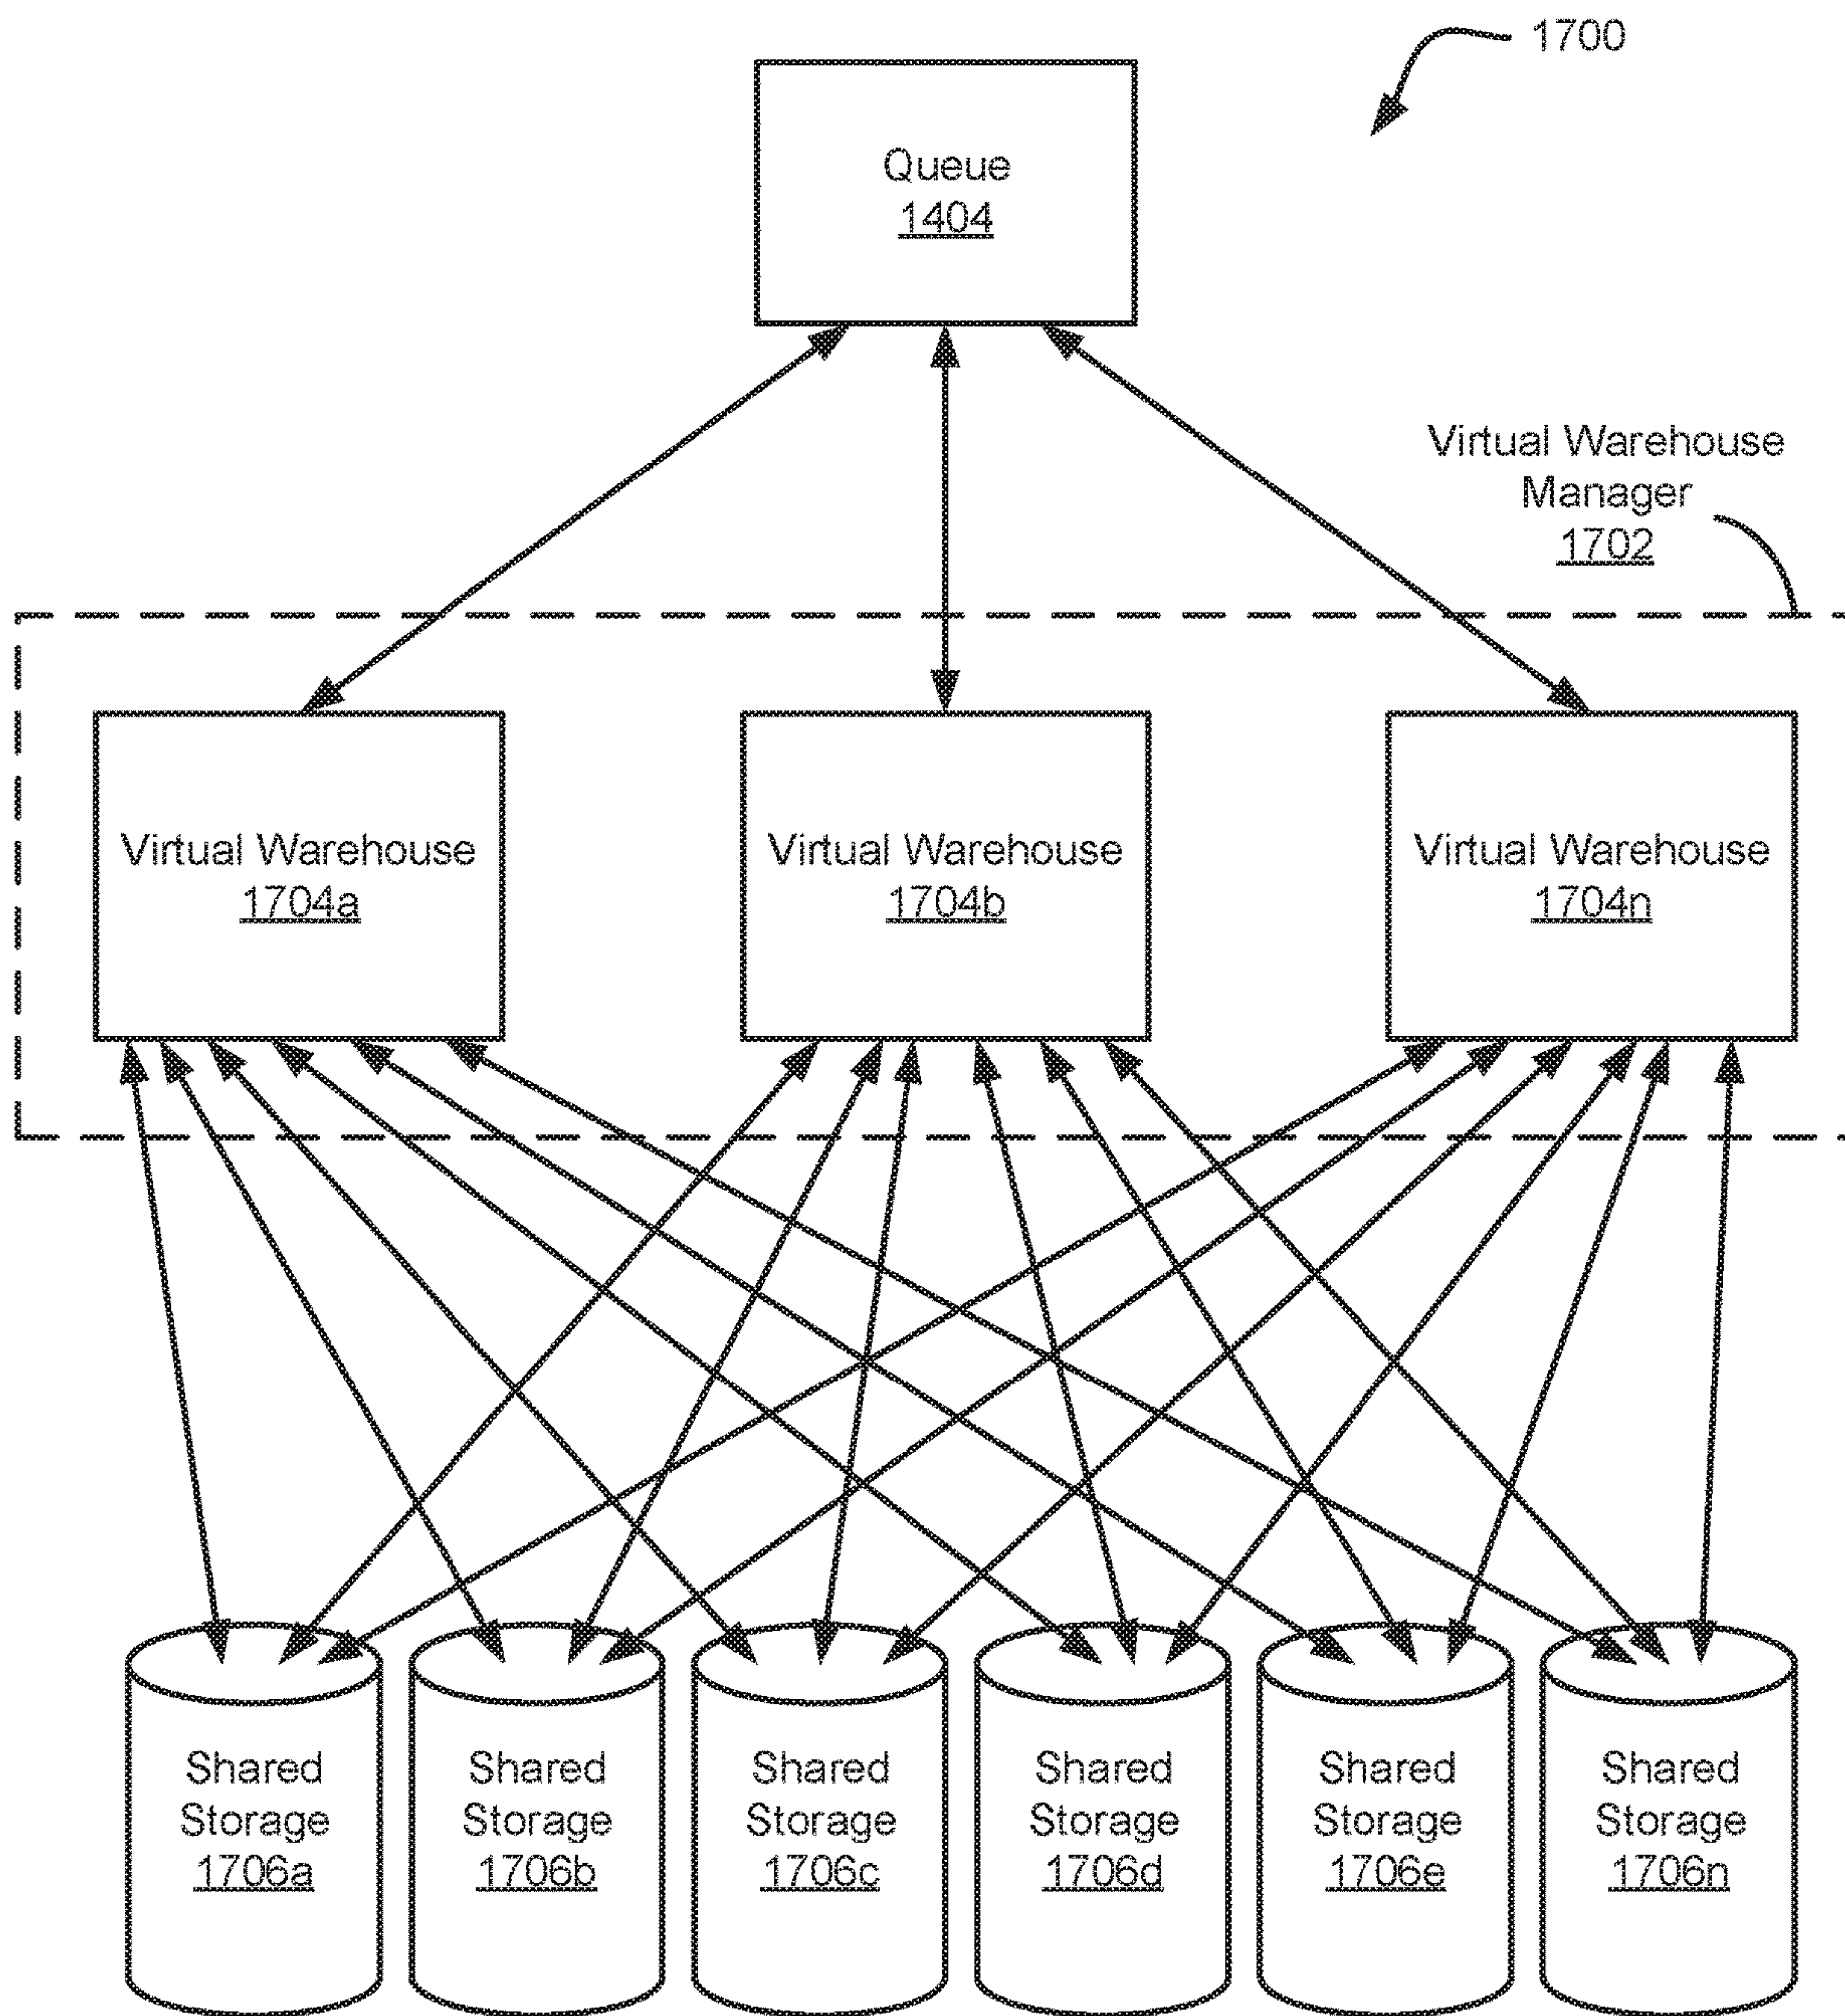 1700
Queue
1404
Virtual Warehouse
Manager
1702
Virtual Warehouse
1704a
Virtual Warehouse
1704b
Virtual Warehouse
1704n
Shared
Storage
1706a
Shared
Storage
1706b
Shared
Storage
1706c
Shared
Storage
1706d
Shared
Storage
1706e
Shared
Storage
1706n